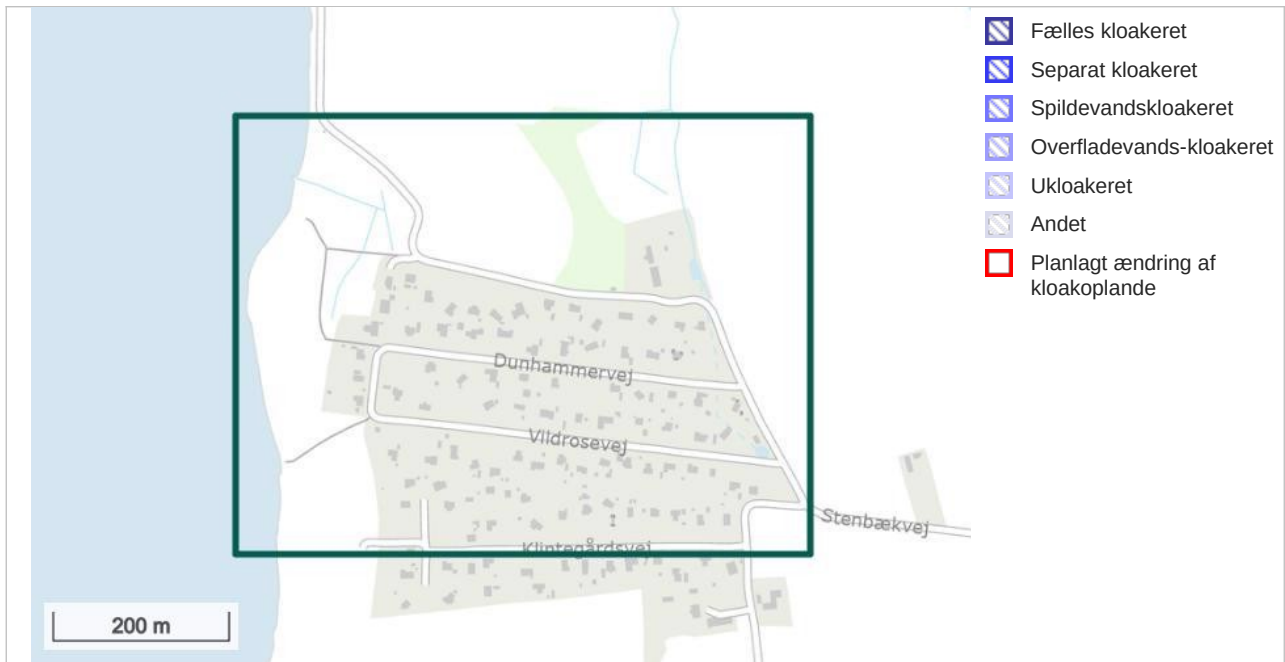 Fælles kloakeret
Separat kloakeret
Spildevandskloakeret
Overfladevands-kloakeret
Ukloakeret
Andet
Planlagt ændring af
kloakoplande
Dunhammervej
Vildrosevej
Stenbækvej
Klintegårdsvej
200 m